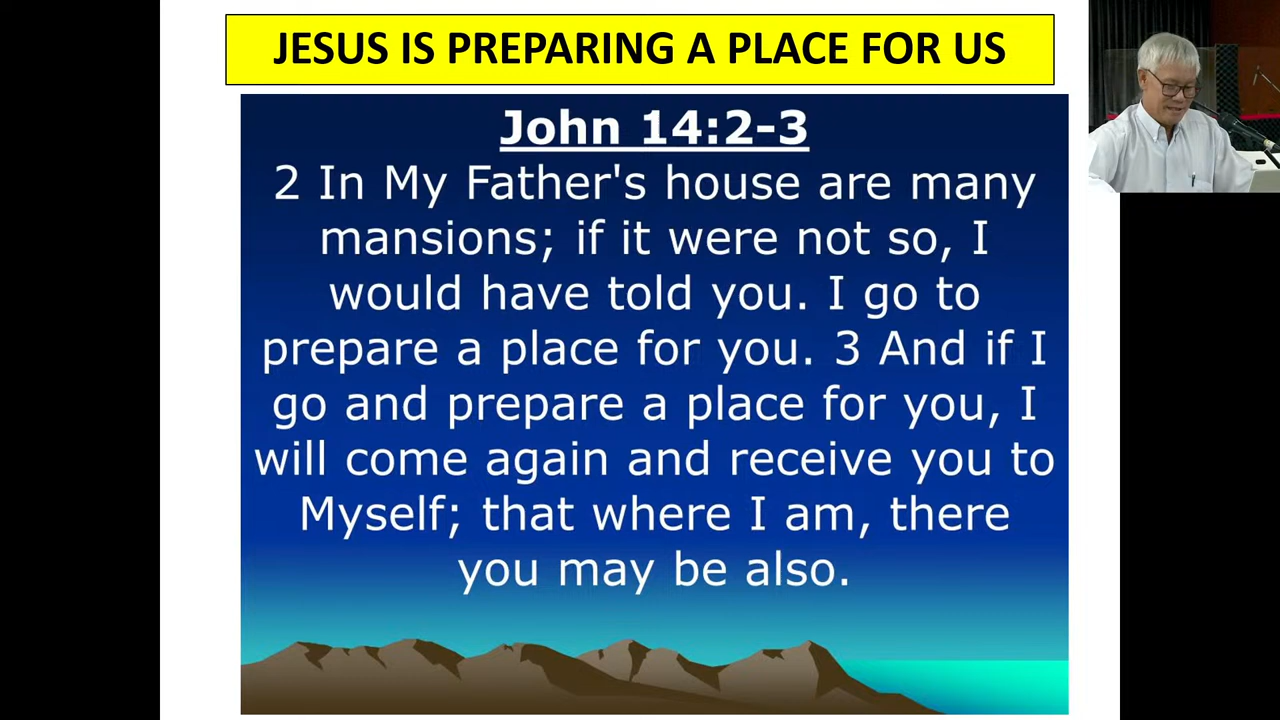 JESUS IS PREPARING A PLACE FOR US
John 14:2-3
2 In My Father's house are many
mansions; if it were not so, I
would have told you. I go to
prepare a place for you. 3 And if I
go and prepare a place for you, I
will come again and receive you to
Myself; that where I am, there
you may be also.